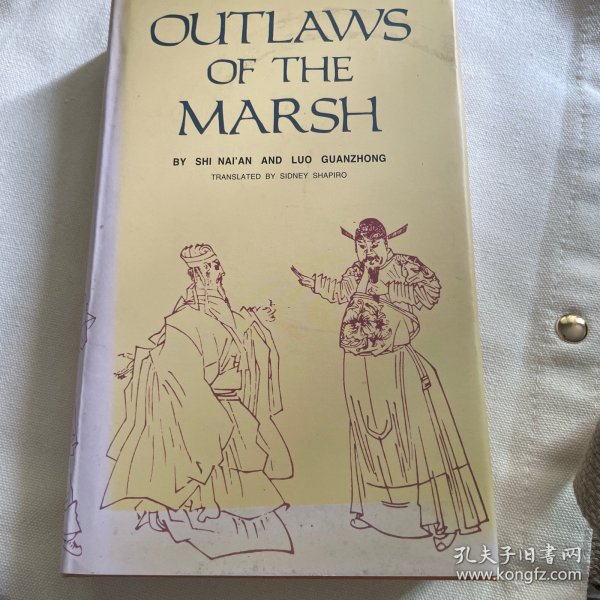 OUTLAWS
OF THE
MARSH
BY SHI NAI'AN AND LUO GUANZHONG
TRANSLATED BY SIDNEY SHAPIRO
孔夫子旧书网
www.kongfz.com